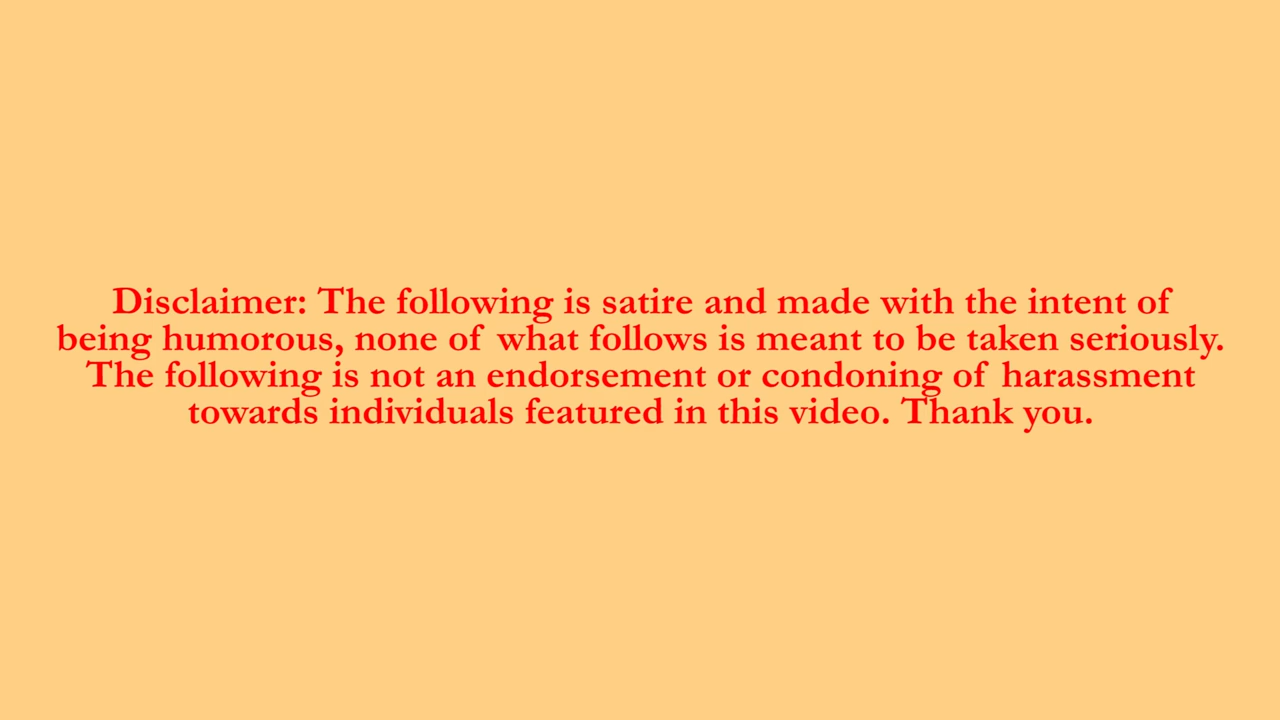 Disclaimer: The following is satire and made with the intent of
being humorous, none of what follows is meant to be taken seriously.
The following is not an endorsement or condoning of harassment
towards individuals featured in this video. Thank you.